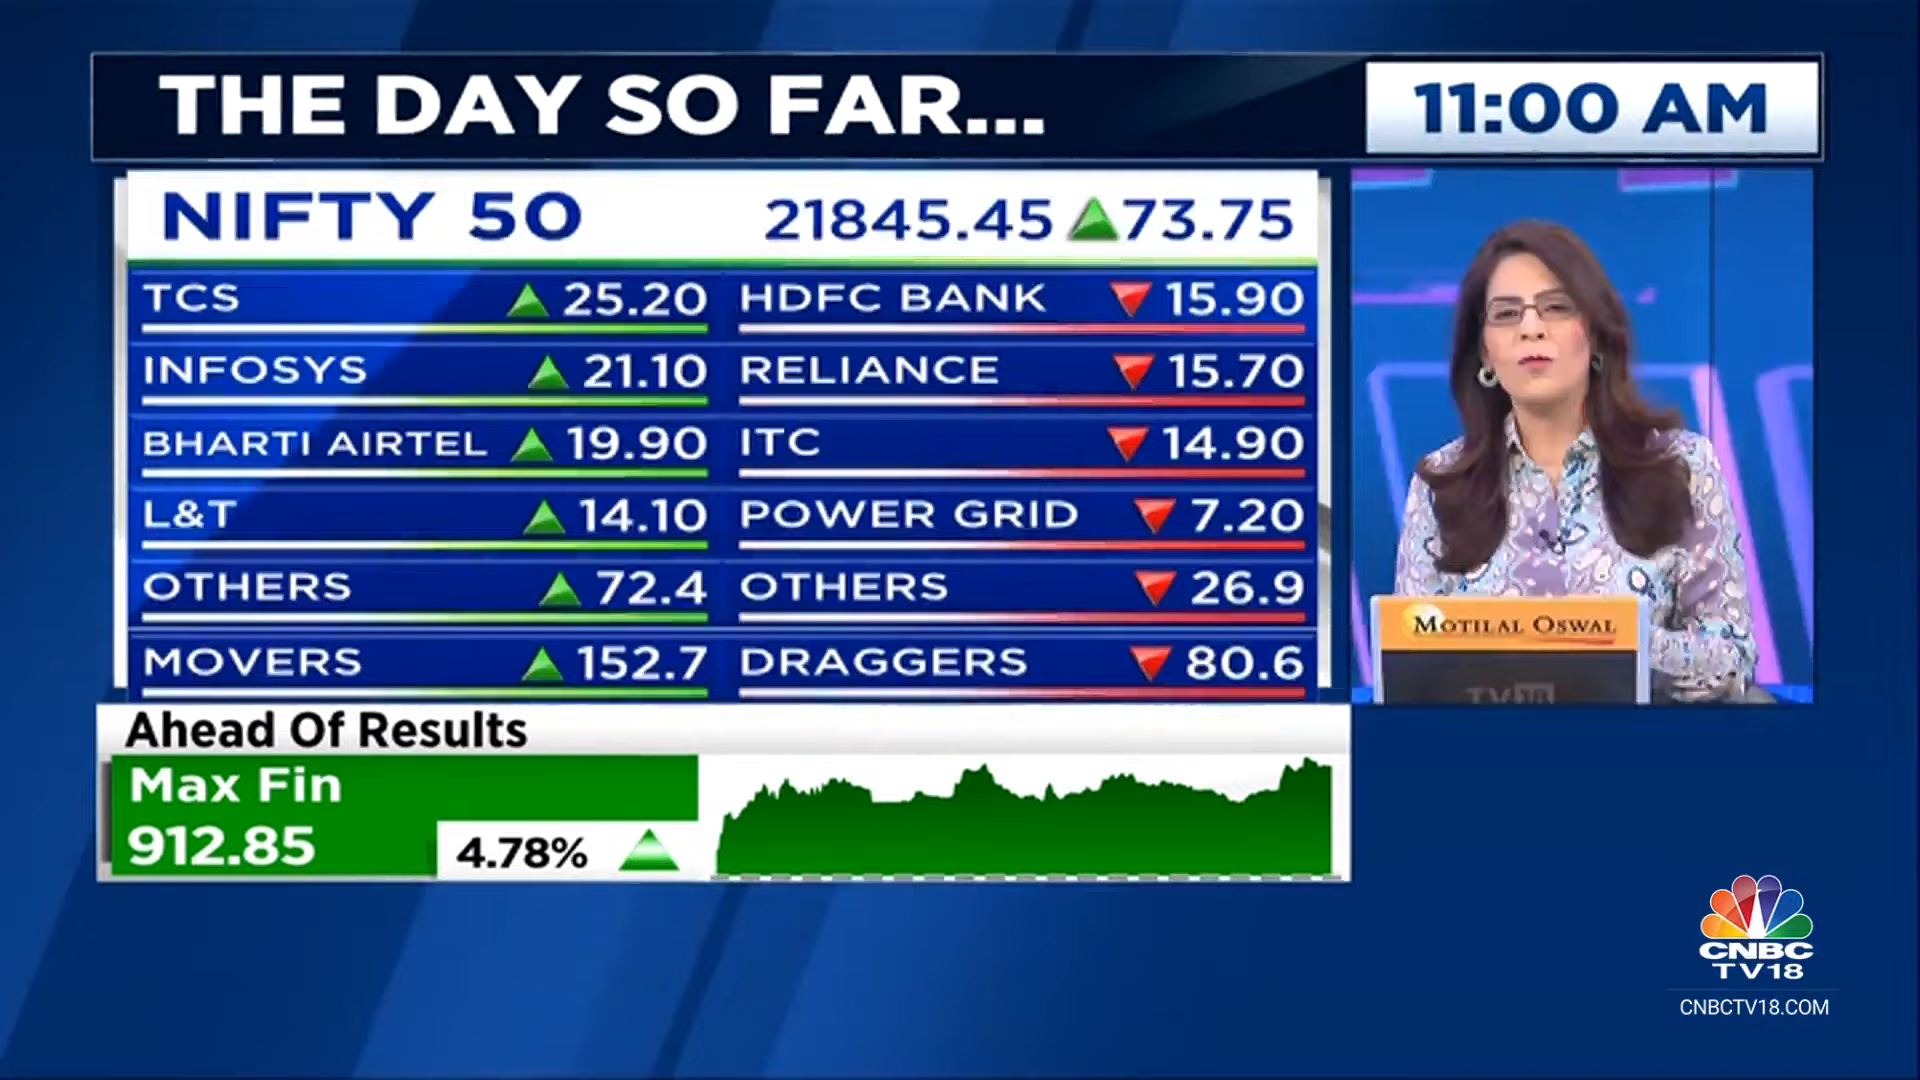 THE DAY SO FAR...
11:00 AM
NIFTY 50 21845.45 73.75
TCS 25.20 HDFC BANK 15.90
INFOSYS 21.10 RELIANCE 15.70
BHARTI AIRTEL 19.90 ITC 14.90
L&T 14.10 POWER GRID 7.20
OTHERS 72.4 OTHERS 26.9
MOVERS 152.7 DRAGGERS 80.6
MOTILAL OSWAL
TV18
Ahead Of Results
Max Fin
912.85 4.78%
CNBC
TV18
CNBCTV18.COM